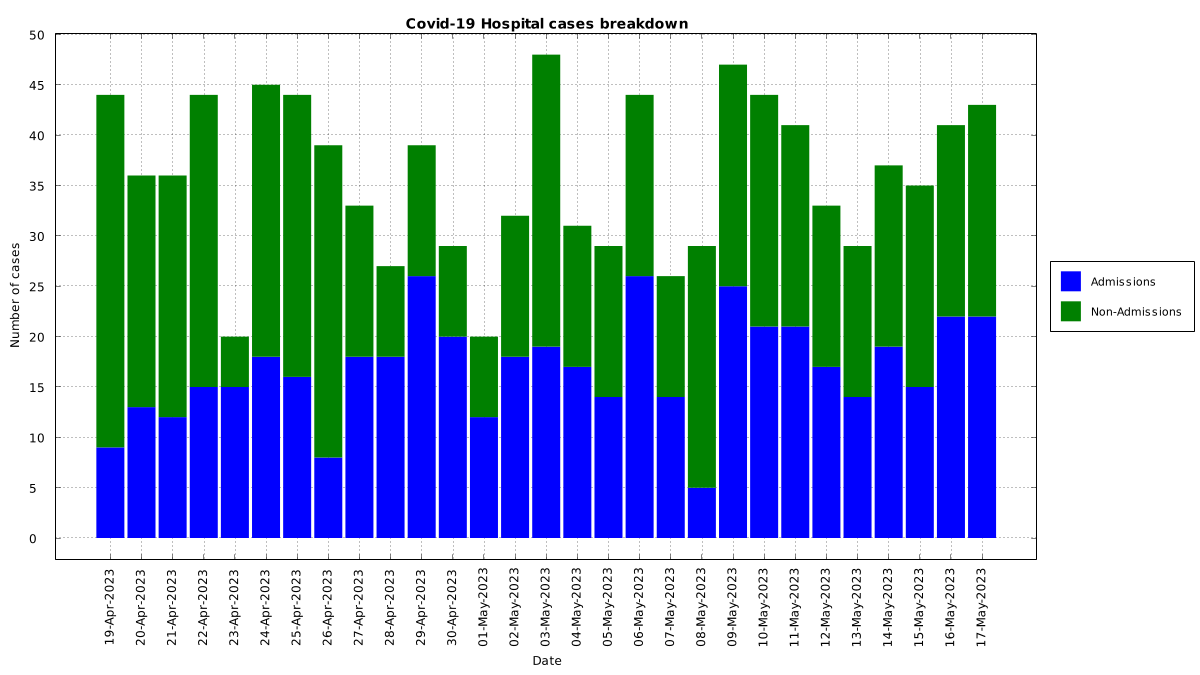 Covid-19 Hospital cases breakdown
50
45
40
35
30
25
20
15
10
5
0
Number of cases
19-Apr-2023
20-Apr-2023
21-Apr-2023
22-Apr-2023
23-Apr-2023
24-Apr-2023
25-Apr-2023
26-Apr-2023
27-Apr-2023
28-Apr-2023
29-Apr-2023
30-Apr-2023
01-May-2023
02-May-2023
03-May-2023
04-May-2023
05-May-2023
06-May-2023
07-May-2023
08-May-2023
09-May-2023
10-May-2023
11-May-2023
12-May-2023
13-May-2023
14-May-2023
15-May-2023
16-May-2023
17-May-2023
Date
Admissions
Non-Admissions